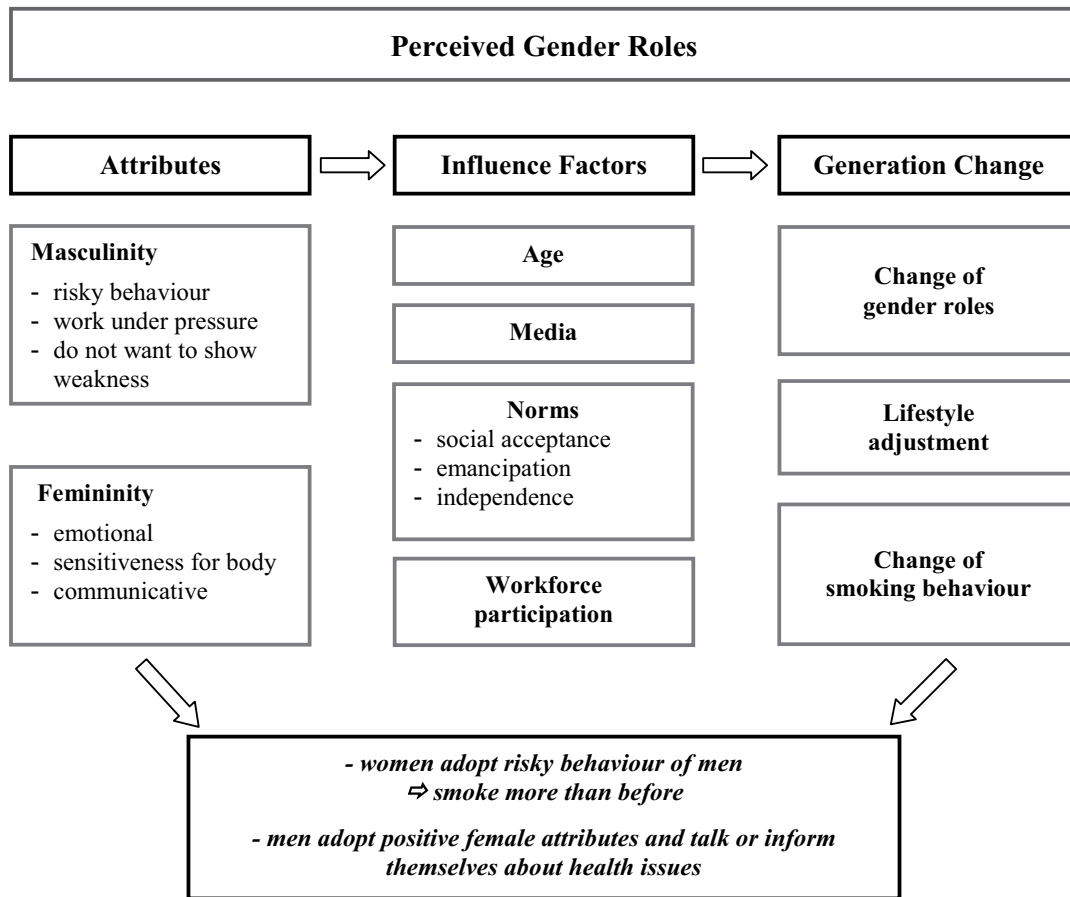 Perceived Gender Roles
Attributes
Influence Factors
Generation Change
Masculinity
- risky behaviour
- work under pressure
- do not want to show
weakness
Femininity
- emotional
- sensitiveness for body
- communicative
Age
Media
Norms
- social acceptance
- emancipation
- independence
Workforce
participation
Change of
gender roles
Lifestyle
adjustment
Change of
smoking behaviour
- women adopt risky behaviour of men
⇨ smoke more than before
- men adopt positive female attributes and talk or inform
themselves about health issues